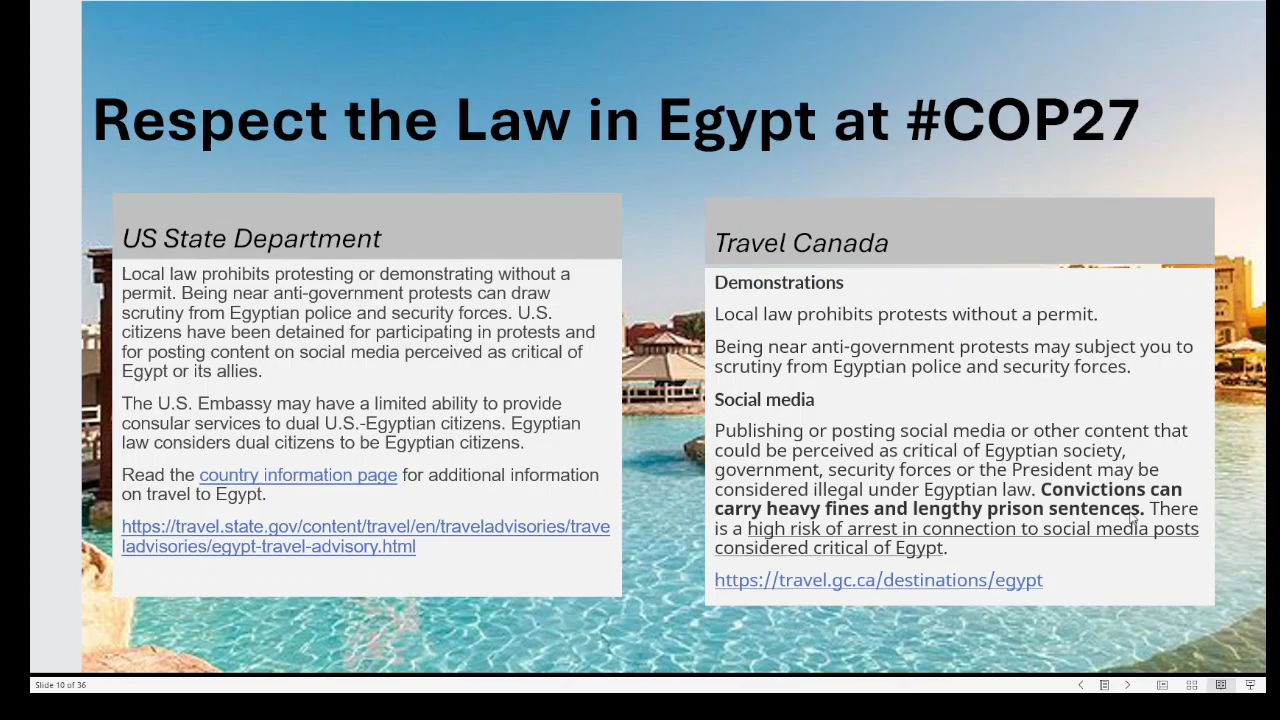 Respect the Law in Egypt at #COP27
US State Department
Local law prohibits protesting or demonstrating without a
permit. Being near anti-government protests can draw
scrutiny from Egyptian police and security forces. U.S.
citizens have been detained for participating in protests and
for posting content on social media perceived as critical of
Egypt or its allies.
The U.S. Embassy may have a limited ability to provide
consular services to dual U.S.-Egyptian citizens. Egyptian
law considers dual citizens to be Egyptian citizens.
Read the country information page for additional information
on travel to Egypt.
https://travel.state.gov/content/travel/en/traveladvisories/trave
ladvisories/egypt-travel-advisory.html
Travel Canada
Demonstrations
Local law prohibits protests without a permit.
Being near anti-government protests may subject you to
scrutiny from Egyptian police and security forces.
Social media
Publishing or posting social media or other content that
could be perceived as critical of Egyptian society,
government, security forces or the President may be
considered illegal under Egyptian law. Convictions can
carry heavy fines and lengthy prison sentences. There
is a high risk of arrest in connection to social media posts
considered critical of Egypt.
https://travel.gc.ca/destinations/egypt
Slide 10 of 36